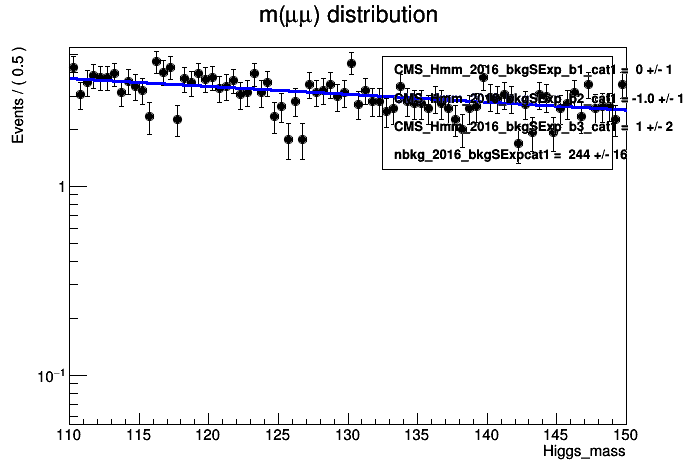 m(μμ) distribution
Events / ( 0.5 )
CMS_Hmm_2016_bkgSExp_b1_cat1 = 0 +/- 1
CMS_Hmm_2016_bkgSExp_b2_cat1 = -1.0 +/- 1
CMS_Hmm_2016_bkgSExp_b3_cat1 = 1 +/- 2
nbkg_2016_bkgSExpcat1 = 244 +/- 16
1
10⁻¹
110 115 120 125 130 135 140 145 150
Higgs_mass